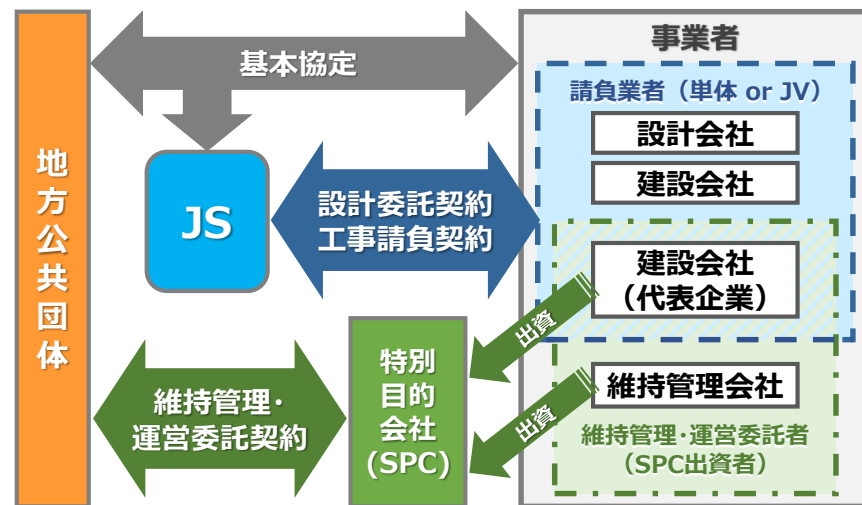 地方公共団体
基本協定
JS
設計委託契約
工事請負契約
維持管理・
運営委託契約
特別
目的
会社
(SPC)
出資
出資
事業者
請負業者（単体 or JV）
設計会社
建設会社
建設会社
（代表企業）
維持管理会社
維持管理・運営委託者
（SPC出資者）